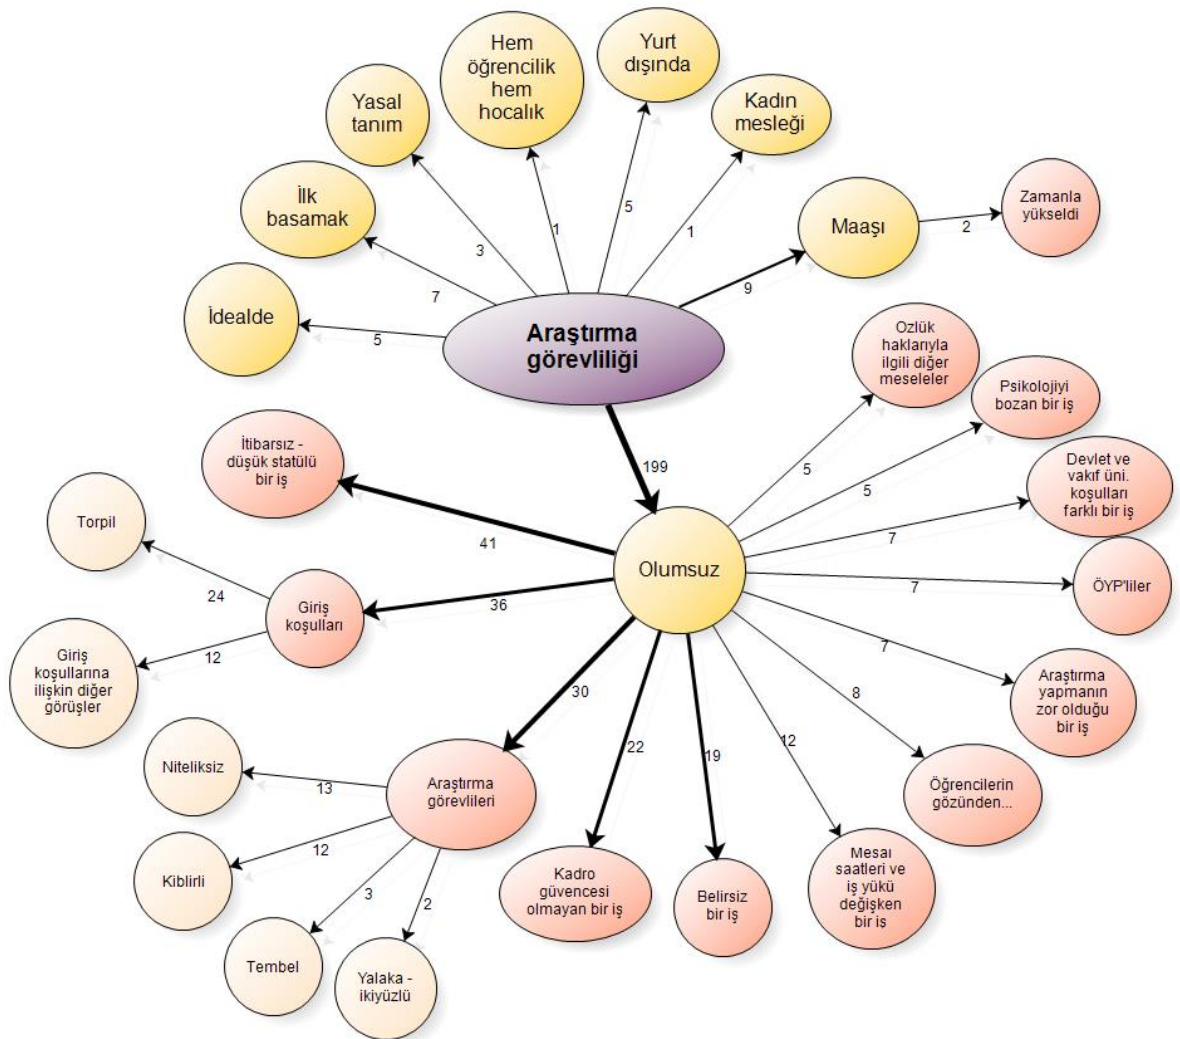 Hem
öğrencilik
hem
hocalık
Yurt
dışında
Yasal
tanım
Kadın
mesleği
İlk
basamak
Maaşı
Zamanla
yükseldi
İdealde
5
7
3
1
5
1
9
2
Araştırma
görevliliği
199
Olumsuz
Ozlük
haklarıyla
ilgili diğer
meseleler
5
Psikolojiyi
bozan bir iş
5
Devlet ve
vakıf üni.
koşulları
farklı bir iş
7
ÖYP'liler
7
Araştırma
yapmanın
zor olduğu
bir iş
7
Öğrencilerin
gözünden...
8
Mesaı
saatleri ve
iş yükü
değişken
bir iş
12
Belirsiz
bir iş
19
Kadro
güvencesi
olmayan bir iş
22
Araştırma
görevlileri
30
Niteliksiz
13
Kiblirli
12
Tembel
3
Yalaka -
ikiyüzlü
2
Giriş
koşulları
36
Torpil
24
Giriş
koşullarına
ilişkin diğer
görüşler
12
İtibarsız -
düşük statülü
bir iş
41